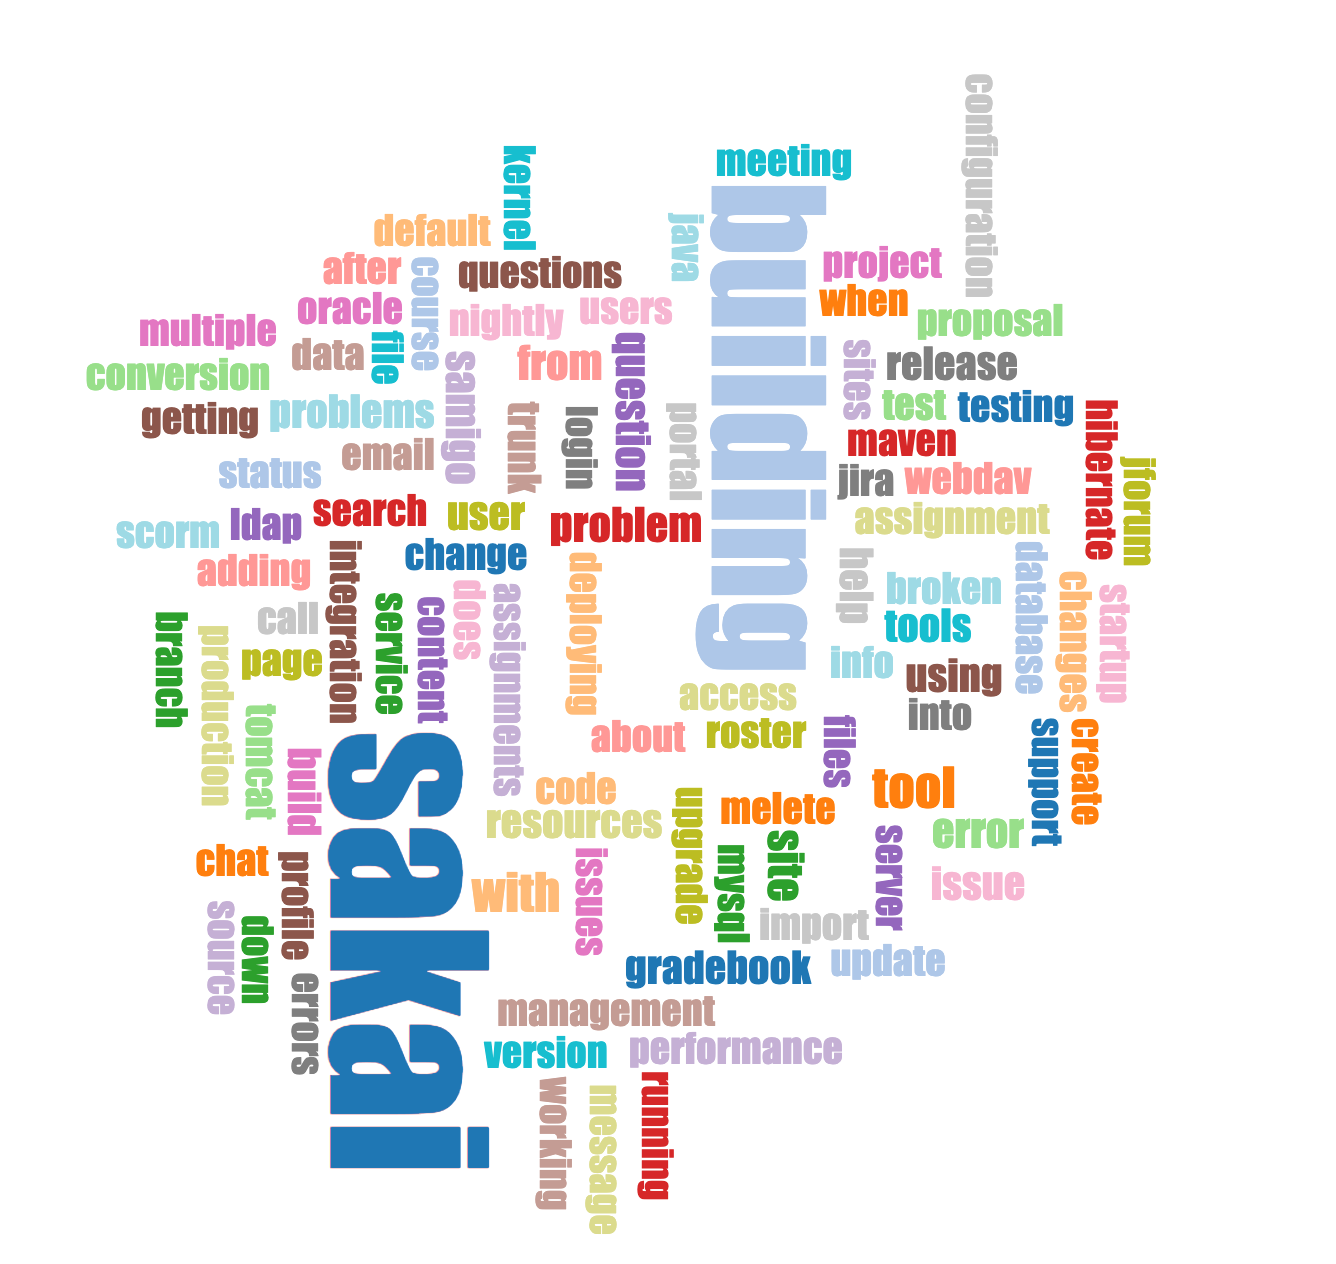 configuration
kernel
meeting
building
java
default
project
after
course
questions
when
oracle
nightly
users
proposal
multiple
file
question
data
from
sites
release
samigo
conversion
test
testing
problems
getting
trunk
login
portal
hibernate
maven
email
jforum
status
jira
webdav
search
user
assignment
scorm
ldap
problem
integration
change
database
help
deploying
adding
changes
broken
does
assignments
startup
service
content
call
branch
tools
production
page
info
using
access
tomcat
into
files
support
create
about
roster
sakai
build
tool
code
upgrade
melete
resources
server
error
site
mysql
issues
chat
profile
issue
with
source
down
import
update
gradebook
errors
management
performance
version
running
working
message